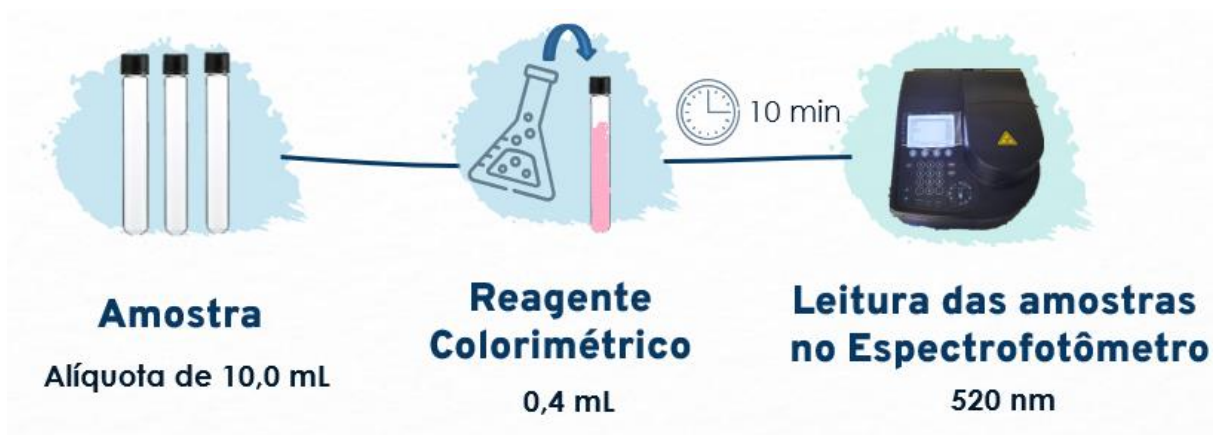 10 min
Amostra
Alíquota de 10,0 mL
Reagente
Colorimétrico
0,4 mL
Leitura das amostras
no Espectrofotômetro
520 nm